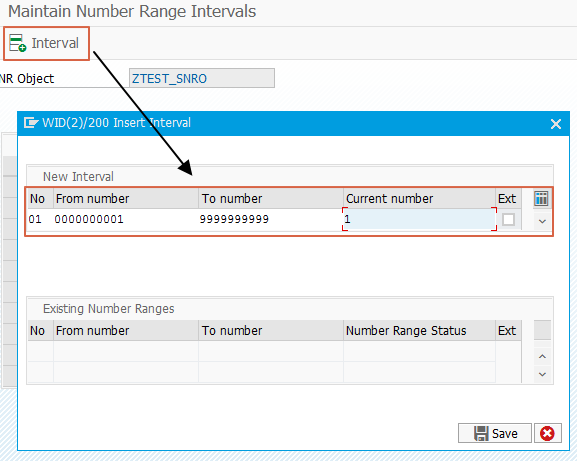 Maintain Number Range Intervals
Interval
NR Object ZTEST_SNRO
WID(2)/200 Insert Interval
New Interval
No From number To number Current number Ext
01 0000000001 9999999999 1
Existing Number Ranges
No From number To number Number Range Status Ext
Save